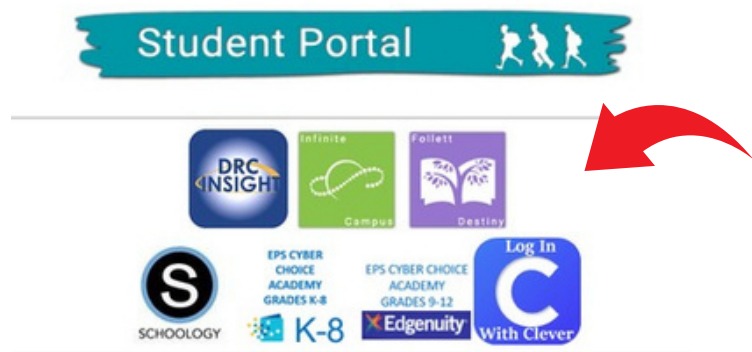 Student Portal
DRC
INSIGHT
Infinite
Campus
Follett
Destiny
S
SCHOOLOGY
EPS CYBER
CHOICE
ACADEMY
GRADES K-8
K-8
EPS CYBER CHOICE
ACADEMY
GRADES 9-12
Edgenuity
Log In
C
With Clever